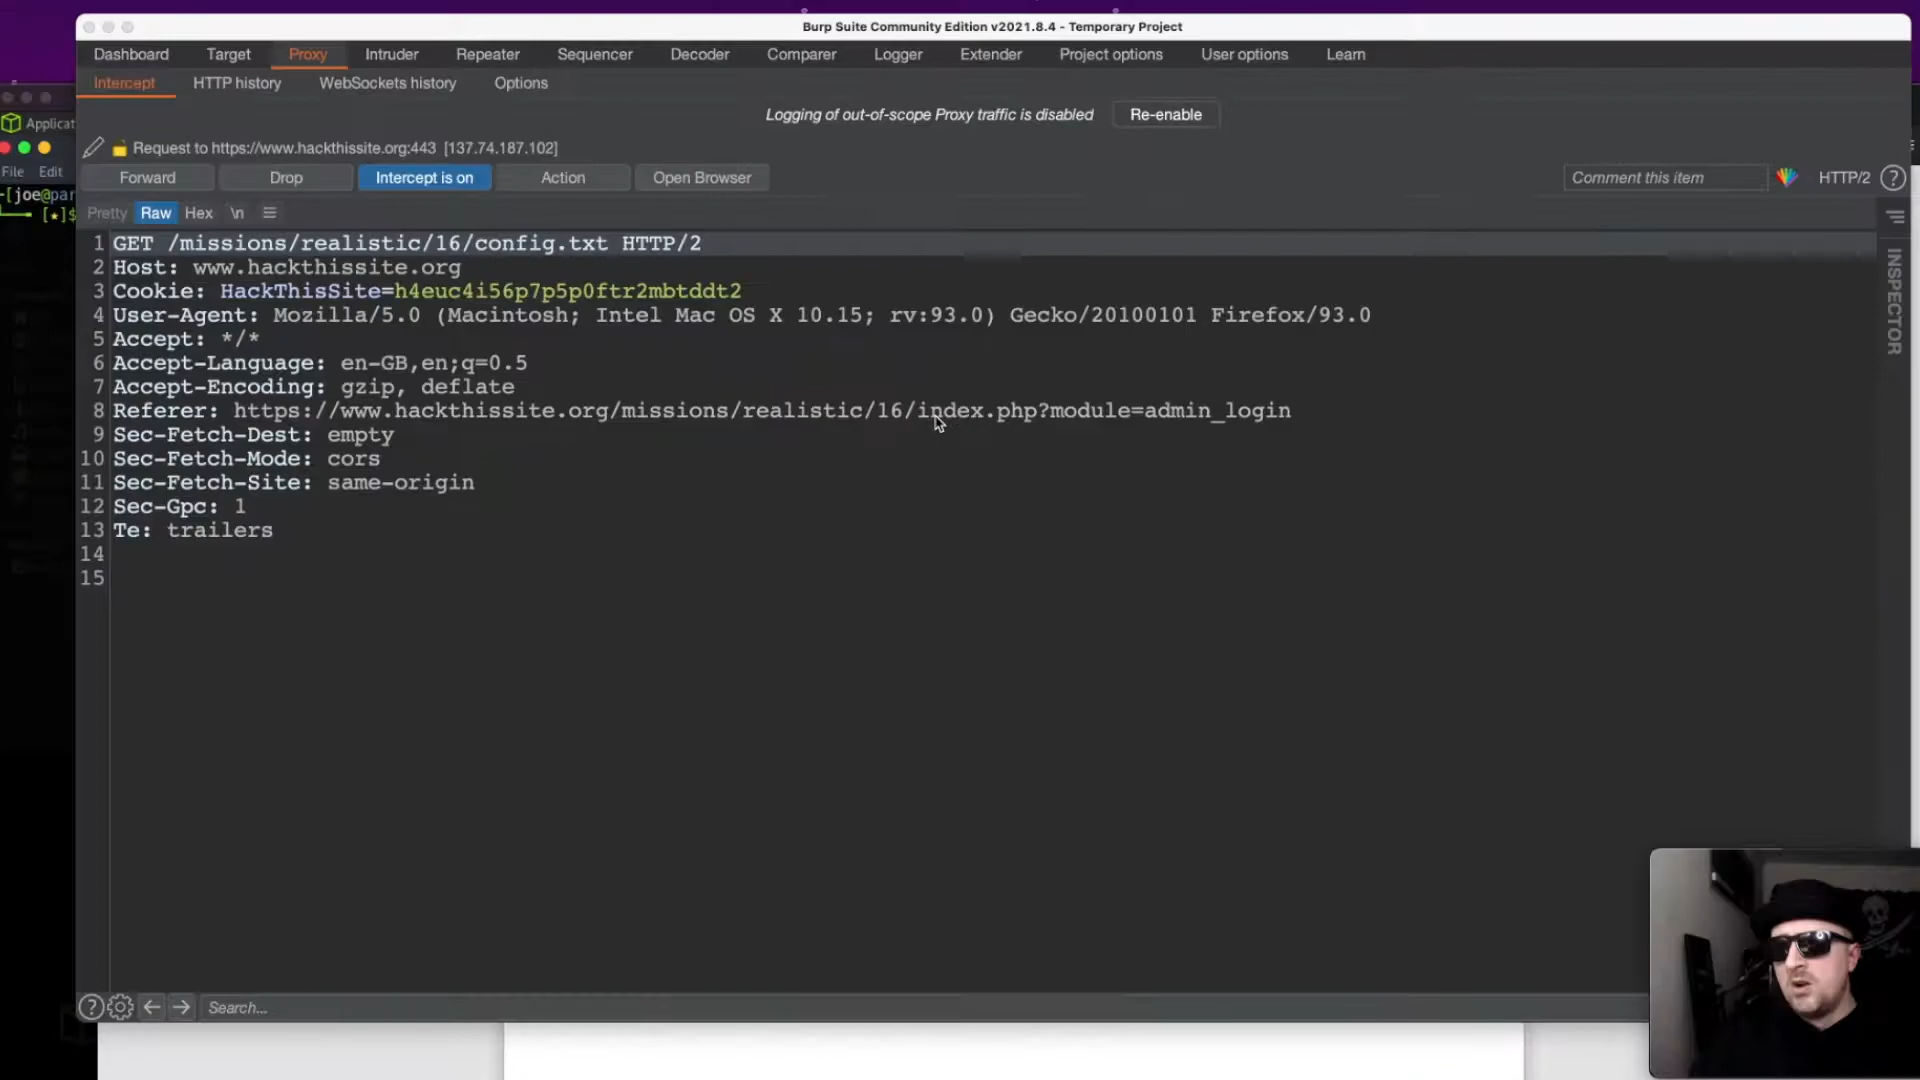 Burp Suite Community Edition v2021.8.4 - Temporary Project
Dashboard Target Proxy Intruder Repeater Sequencer Decoder Comparer Logger Extender Project options User options Learn
Intercept HTTP history WebSockets history Options
Logging of out-of-scope Proxy traffic is disabled Re-enable
Applicat
Request to https://www.hackthissite.org:443 [137.74.187.102]
File Edit
Forward Drop Intercept is on Action Open Browser Comment this item HTTP/2 ?
-[joe@par
[★]$
Pretty Raw Hex \n
INSPECTOR
1 GET /missions/realistic/16/config.txt HTTP/2
2 Host: www.hackthissite.org
3 Cookie: HackThisSite=h4euc4i56p7p5p0ftr2mbtddt2
4 User-Agent: Mozilla/5.0 (Macintosh; Intel Mac OS X 10.15; rv:93.0) Gecko/20100101 Firefox/93.0
5 Accept: */*
6 Accept-Language: en-GB,en;q=0.5
7 Accept-Encoding: gzip, deflate
8 Referer: https://www.hackthissite.org/missions/realistic/16/index.php?module=admin_login
9 Sec-Fetch-Dest: empty
10 Sec-Fetch-Mode: cors
11 Sec-Fetch-Site: same-origin
12 Sec-Gpc: 1
13 Te: trailers
14
15
? Search...